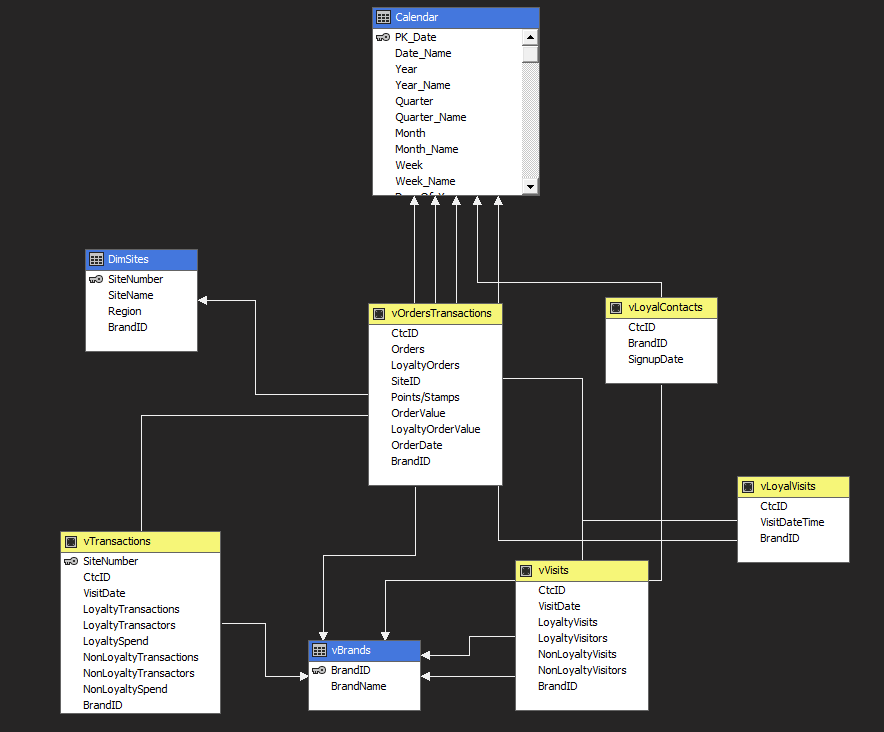 Calendar
PK_Date
Date_Name
Year
Year_Name
Quarter
Quarter_Name
Month
Month_Name
Week
Week_Name
DimSites
SiteNumber
SiteName
Region
BrandID
vOrdersTransactions
CtcID
Orders
LoyaltyOrders
SiteID
Points/Stamps
OrderValue
LoyaltyOrderValue
OrderDate
BrandID
vLoyalContacts
CtcID
BrandID
SignupDate
vLoyalVisits
CtcID
VisitDateTime
BrandID
vTransactions
SiteNumber
CtcID
VisitDate
LoyaltyTransactions
LoyaltyTransactors
LoyaltySpend
NonLoyaltyTransactions
NonLoyaltyTransactors
NonLoyaltySpend
BrandID
vBrands
BrandID
BrandName
vVisits
CtcID
VisitDate
LoyaltyVisits
LoyaltyVisitors
NonLoyaltyVisits
NonLoyaltyVisitors
BrandID